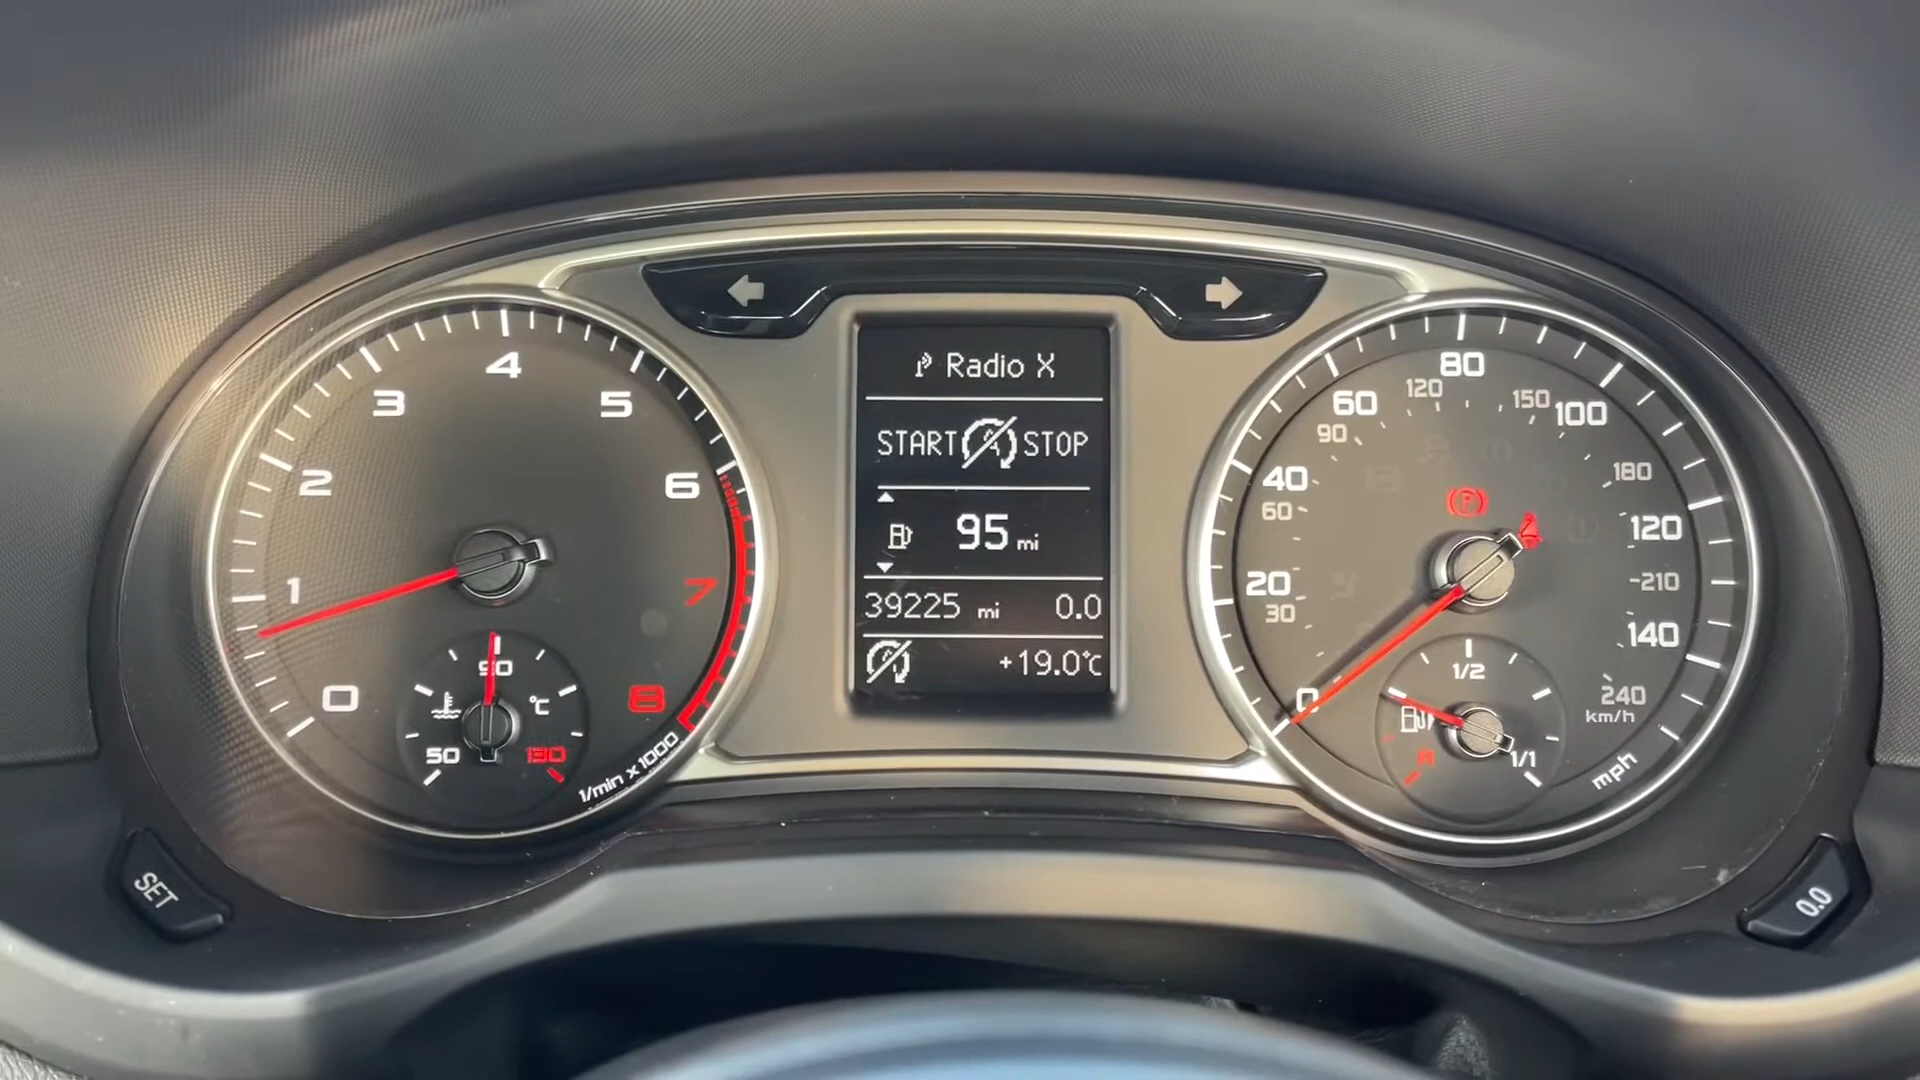 Radio X
START STOP
95 mi
39225 mi 0.0
+19.0°C
0
1
2
3
4
5
6
7
8
1/min x 1000
50
90
130
°C
0
20
40
60
80
100
120
140
mph
30
60
90
120
150
180
210
240
km/h
(P)
R
1/2
1/1
SET
0.0